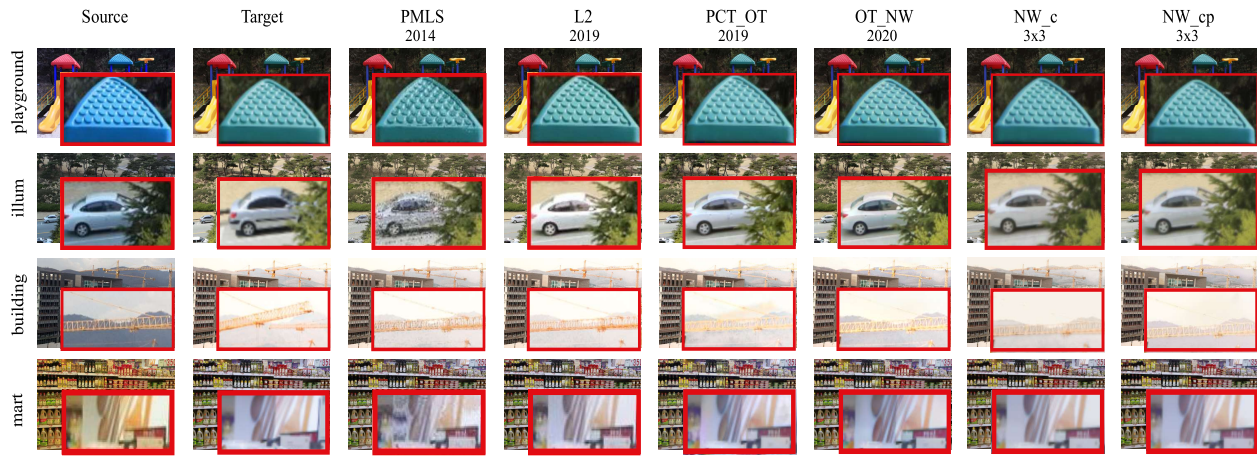 Source Target PMLS L2 PCT_OT OT_NW NW_c NW_cp
2014 2019 2019 2020 3x3 3x3
playground
illum
building
mart